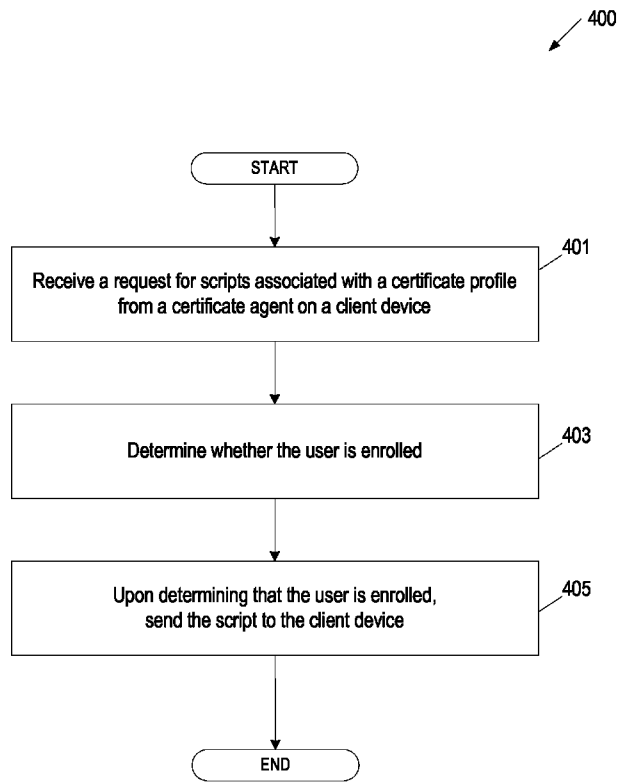 400
START
401
Receive a request for scripts associated with a certificate profile
from a certificate agent on a client device
403
Determine whether the user is enrolled
405
Upon determining that the user is enrolled,
send the script to the client device
END